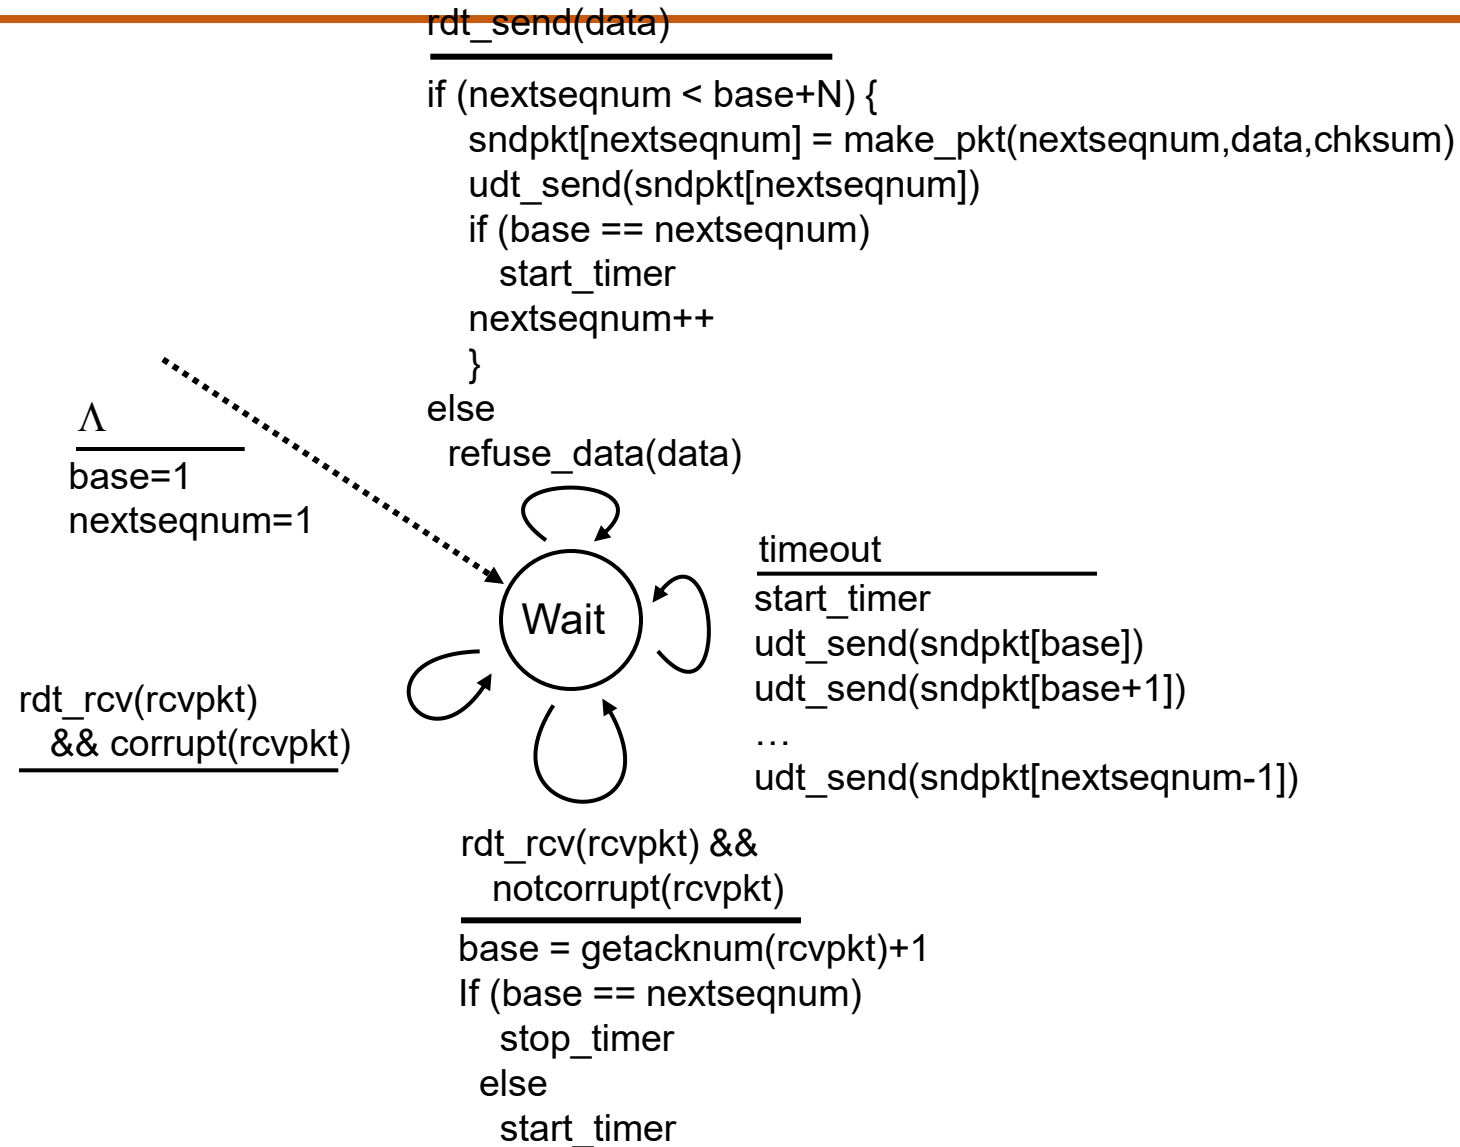 rdt_send(data)
if (nextseqnum < base+N) {
sndpkt[nextseqnum] = make_pkt(nextseqnum,data,chksum)
udt_send(sndpkt[nextseqnum])
if (base == nextseqnum)
start_timer
nextseqnum++
}
else
refuse_data(data)
Λ
base=1
nextseqnum=1
Wait
timeout
start_timer
udt_send(sndpkt[base])
udt_send(sndpkt[base+1])
…
udt_send(sndpkt[nextseqnum-1])
rdt_rcv(rcvpkt)
&& corrupt(rcvpkt)
rdt_rcv(rcvpkt) &&
notcorrupt(rcvpkt)
base = getacknum(rcvpkt)+1
If (base == nextseqnum)
stop_timer
else
start_timer